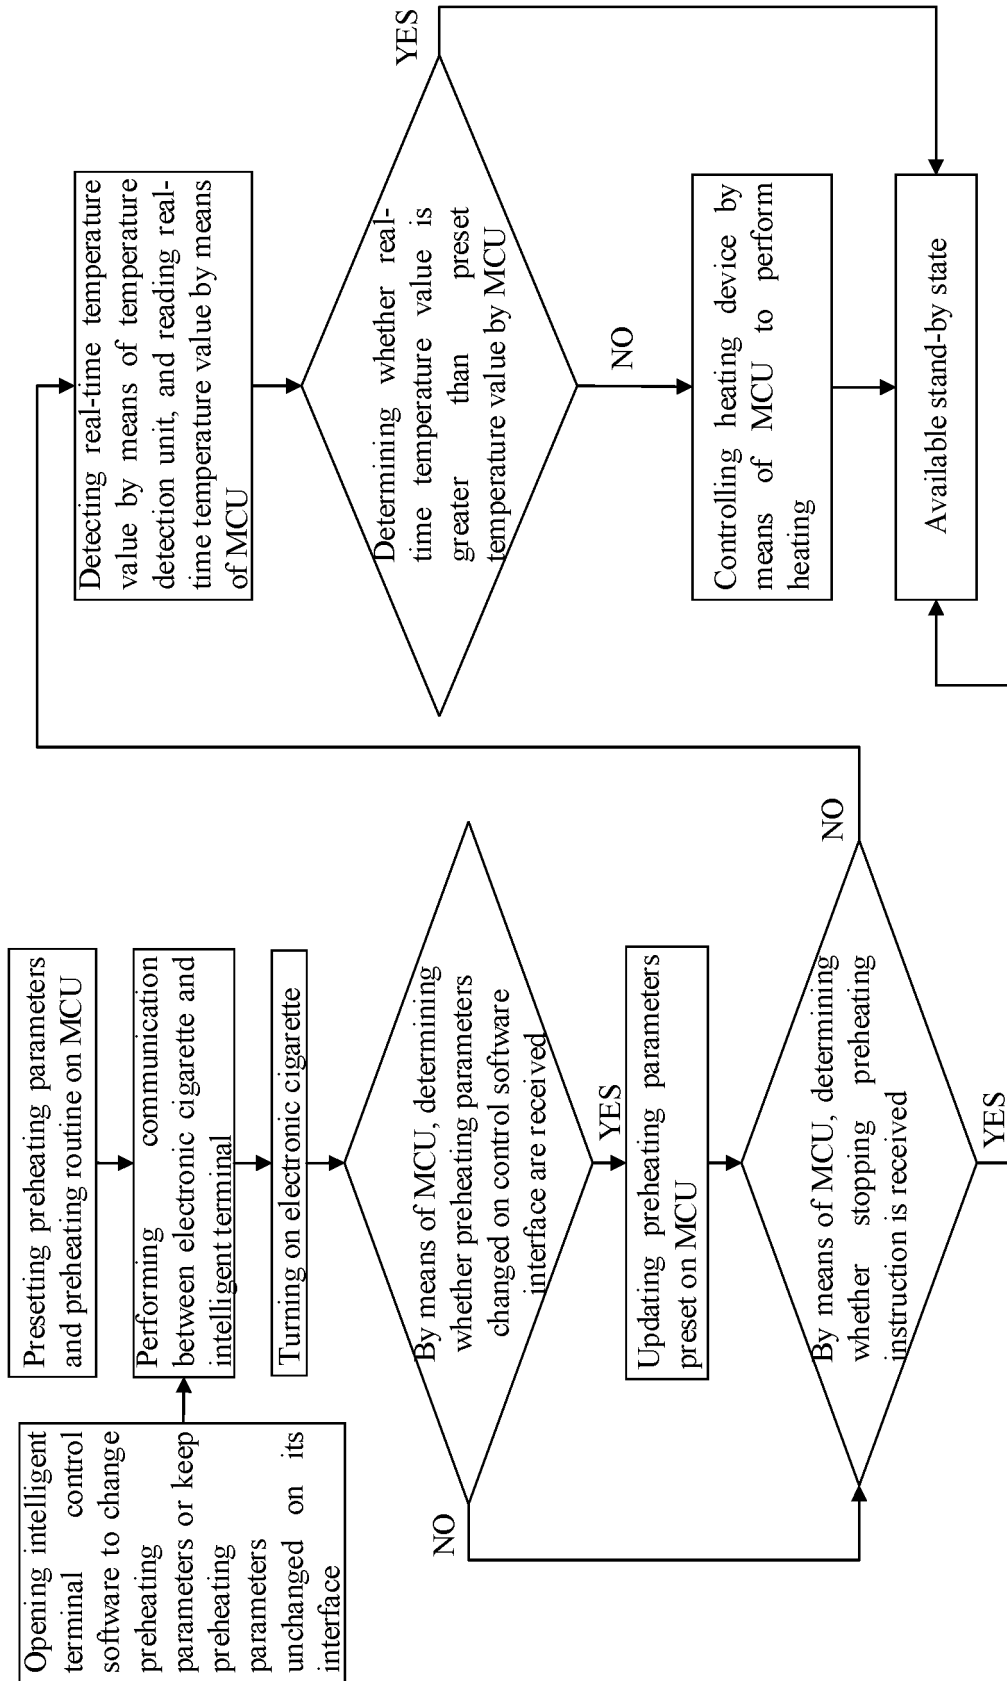 Opening intelligent
terminal control
software to change
preheating
parameters or keep
preheating
parameters
unchanged on its
interface
Presetting preheating parameters
and preheating routine on MCU
Performing communication
between electronic cigarette and
intelligent terminal
Turning on electronic cigarette
By means of MCU, determining
whether preheating parameters
changed on control software
interface are received
NO
YES
Updating preheating parameters
preset on MCU
By means of MCU, determining
whether stopping preheating
instruction is received
NO
YES
Detecting real-time temperature
value by means of temperature
detection unit, and reading real-
time temperature value by means
of MCU
Determining whether real-
time temperature value is
greater than preset
temperature value by MCU
YES
NO
Controlling heating device by
means of MCU to perform
heating
Available stand-by state